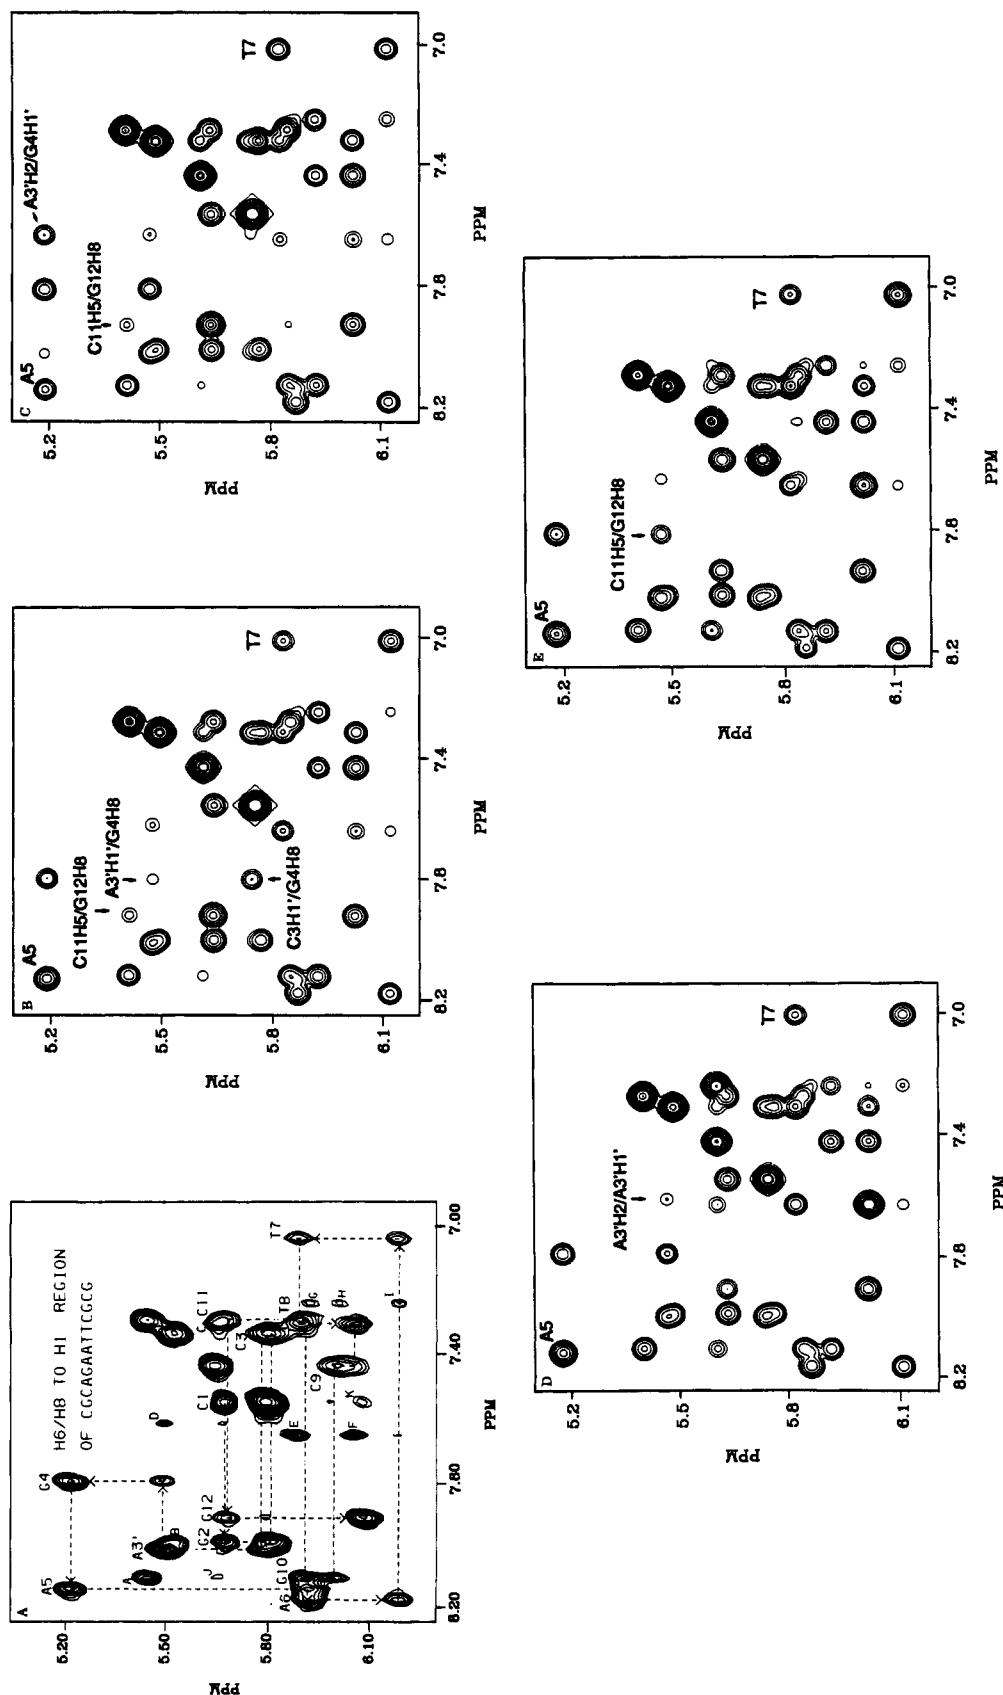 A
H6/H8 TO H1 REGION
OF CGCAGAATTCGCG
G4
A5
A3'
B
A
D
C1
G2
G12
J
C
C11
C3
T7
T8
G
H
I
E
F
K
C9
G10
A6
5.20
5.50
5.80
6.10
PPM
8.20
7.80
7.40
7.00
PPM
B
A5
C11H5/G12H8
A3'H1'/G4H8
C3H1'/G4H8
T7
5.2
5.5
5.8
6.1
PPM
8.2
7.8
7.4
7.0
PPM
C
A5
C11H5/G12H8
A3'H2/G4H1'
T7
5.2
5.5
5.8
6.1
PPM
8.2
7.8
7.4
7.0
PPM
D
A5
A3'H2/A3'H1'
T7
5.2
5.5
5.8
6.1
PPM
8.2
7.8
7.4
7.0
PPM
E
A5
C11H5/G12H8
T7
5.2
5.5
5.8
6.1
PPM
8.2
7.8
7.4
7.0
PPM